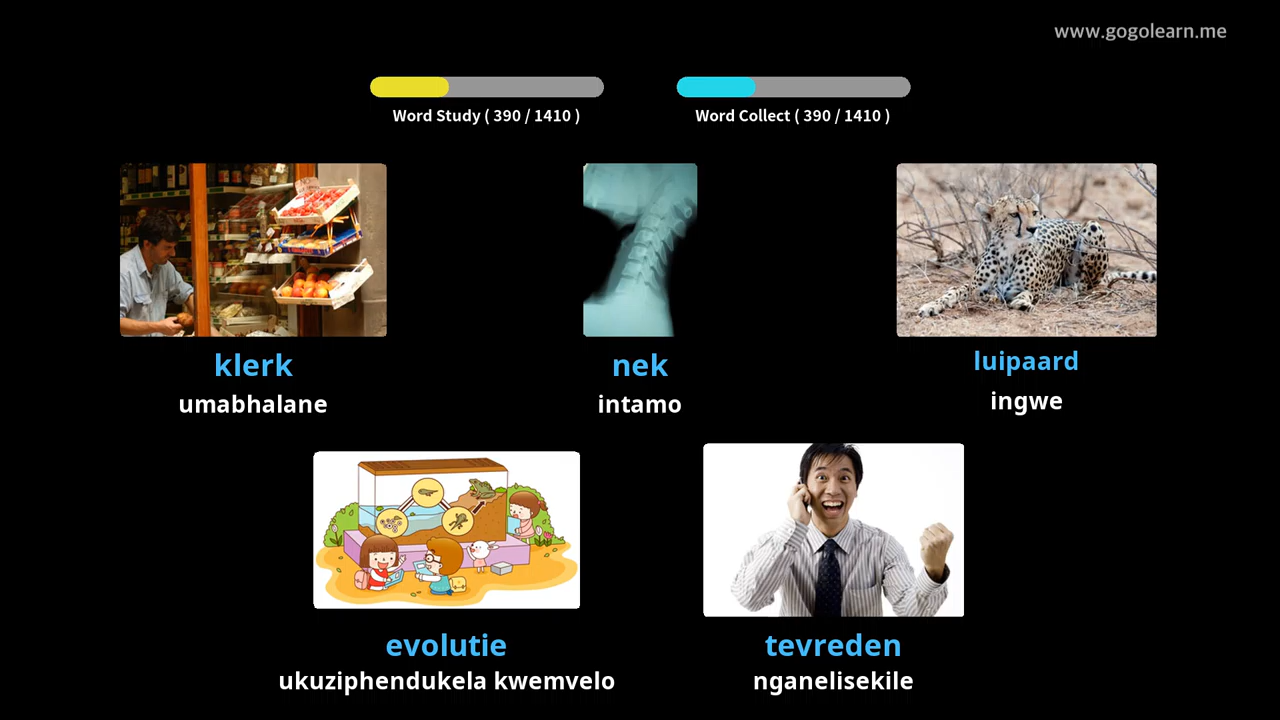 www.gogolearn.me
Word Study ( 390 / 1410 )
Word Collect ( 390 / 1410 )
klerk
umabhalane
nek
intamo
luipaard
ingwe
evolutie
ukuziphendukela kwemvelo
tevreden
nganelisekile